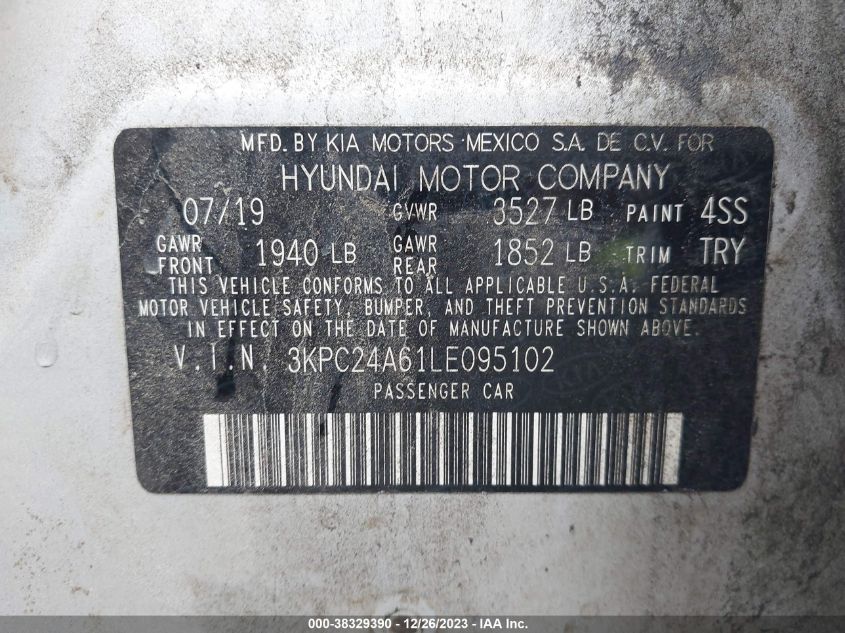 MFD. BY KIA MOTORS MEXICO S.A. DE C.V. FOR
HYUNDAI MOTOR COMPANY
07/19 GVWR 3527 LB PAINT 4SS
GAWR FRONT 1940 LB GAWR REAR 1852 LB TRIM TRY
THIS VEHICLE CONFORMS TO ALL APPLICABLE U.S.A. FEDERAL
MOTOR VEHICLE SAFETY, BUMPER, AND THEFT PREVENTION STANDARDS
IN EFFECT ON THE DATE OF MANUFACTURE SHOWN ABOVE.
V.I.N. 3KPC24A61LE095102
PASSENGER CAR
000-38329390 - 12/26/2023 - IAA Inc.